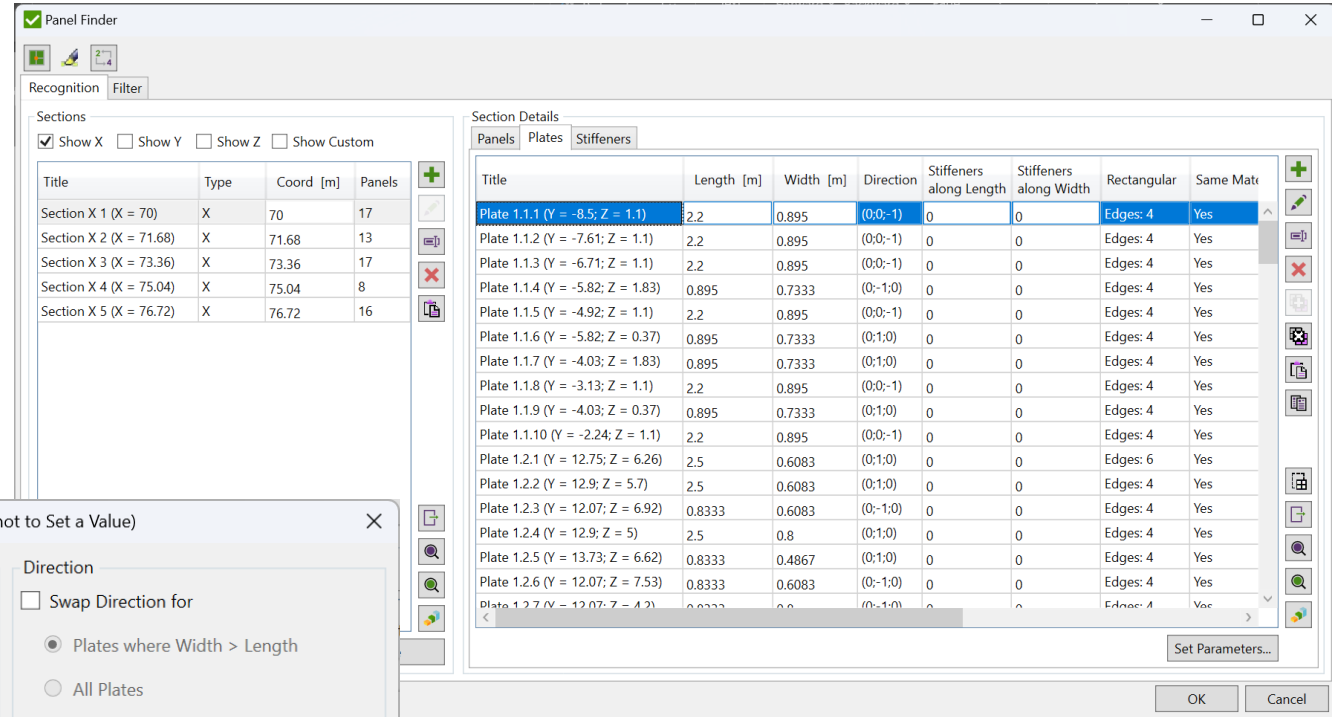 Panel Finder
Recognition Filter
Sections
Show X Show Y Show Z Show Custom
Title Type Coord [m] Panels
Section X 1 (X = 70) X 70 17
Section X 2 (X = 71.68) X 71.68 13
Section X 3 (X = 73.36) X 73.36 17
Section X 4 (X = 75.04) X 75.04 8
Section X 5 (X = 76.72) X 76.72 16
Section Details
Panels Plates Stiffeners
Title Length [m] Width [m] Direction Stiffeners along Length Stiffeners along Width Rectangular Same Mate
Plate 1.1.1 (Y = -8.5; Z = 1.1) 2.2 0.895 (0;0;-1) 0 0 Edges: 4 Yes
Plate 1.1.2 (Y = -7.61; Z = 1.1) 2.2 0.895 (0;0;-1) 0 0 Edges: 4 Yes
Plate 1.1.3 (Y = -6.71; Z = 1.1) 2.2 0.895 (0;0;-1) 0 0 Edges: 4 Yes
Plate 1.1.4 (Y = -5.82; Z = 1.83) 0.895 0.7333 (0;-1;0) 0 0 Edges: 4 Yes
Plate 1.1.5 (Y = -4.92; Z = 1.1) 2.2 0.895 (0;0;-1) 0 0 Edges: 4 Yes
Plate 1.1.6 (Y = -5.82; Z = 0.37) 0.895 0.7333 (0;1;0) 0 0 Edges: 4 Yes
Plate 1.1.7 (Y = -4.03; Z = 1.83) 0.895 0.7333 (0;1;0) 0 0 Edges: 4 Yes
Plate 1.1.8 (Y = -3.13; Z = 1.1) 2.2 0.895 (0;0;-1) 0 0 Edges: 4 Yes
Plate 1.1.9 (Y = -4.03; Z = 0.37) 0.895 0.7333 (0;1;0) 0 0 Edges: 4 Yes
Plate 1.1.10 (Y = -2.24; Z = 1.1) 2.2 0.895 (0;0;-1) 0 0 Edges: 4 Yes
Plate 1.2.1 (Y = 12.75; Z = 6.26) 2.5 0.6083 (0;1;0) 0 0 Edges: 6 Yes
Plate 1.2.2 (Y = 12.9; Z = 5.7) 2.5 0.6083 (0;1;0) 0 0 Edges: 4 Yes
Plate 1.2.3 (Y = 12.07; Z = 6.92) 0.8333 0.6083 (0;-1;0) 0 0 Edges: 4 Yes
Plate 1.2.4 (Y = 12.9; Z = 5) 2.5 0.8 (0;1;0) 0 0 Edges: 4 Yes
Plate 1.2.5 (Y = 13.73; Z = 6.62) 0.8333 0.4867 (0;1;0) 0 0 Edges: 4 Yes
Plate 1.2.6 (Y = 12.07; Z = 7.53) 0.8333 0.6083 (0;-1;0) 0 0 Edges: 4 Yes
Plate 1.2.7 (Y = 12.07; Z = 4.2) 0.8333 0.8 (0;-1;0) 0 0 Edges: 4 Yes
Set Parameters...
OK Cancel
not to Set a Value)
Direction
Swap Direction for
Plates where Width > Length
All Plates